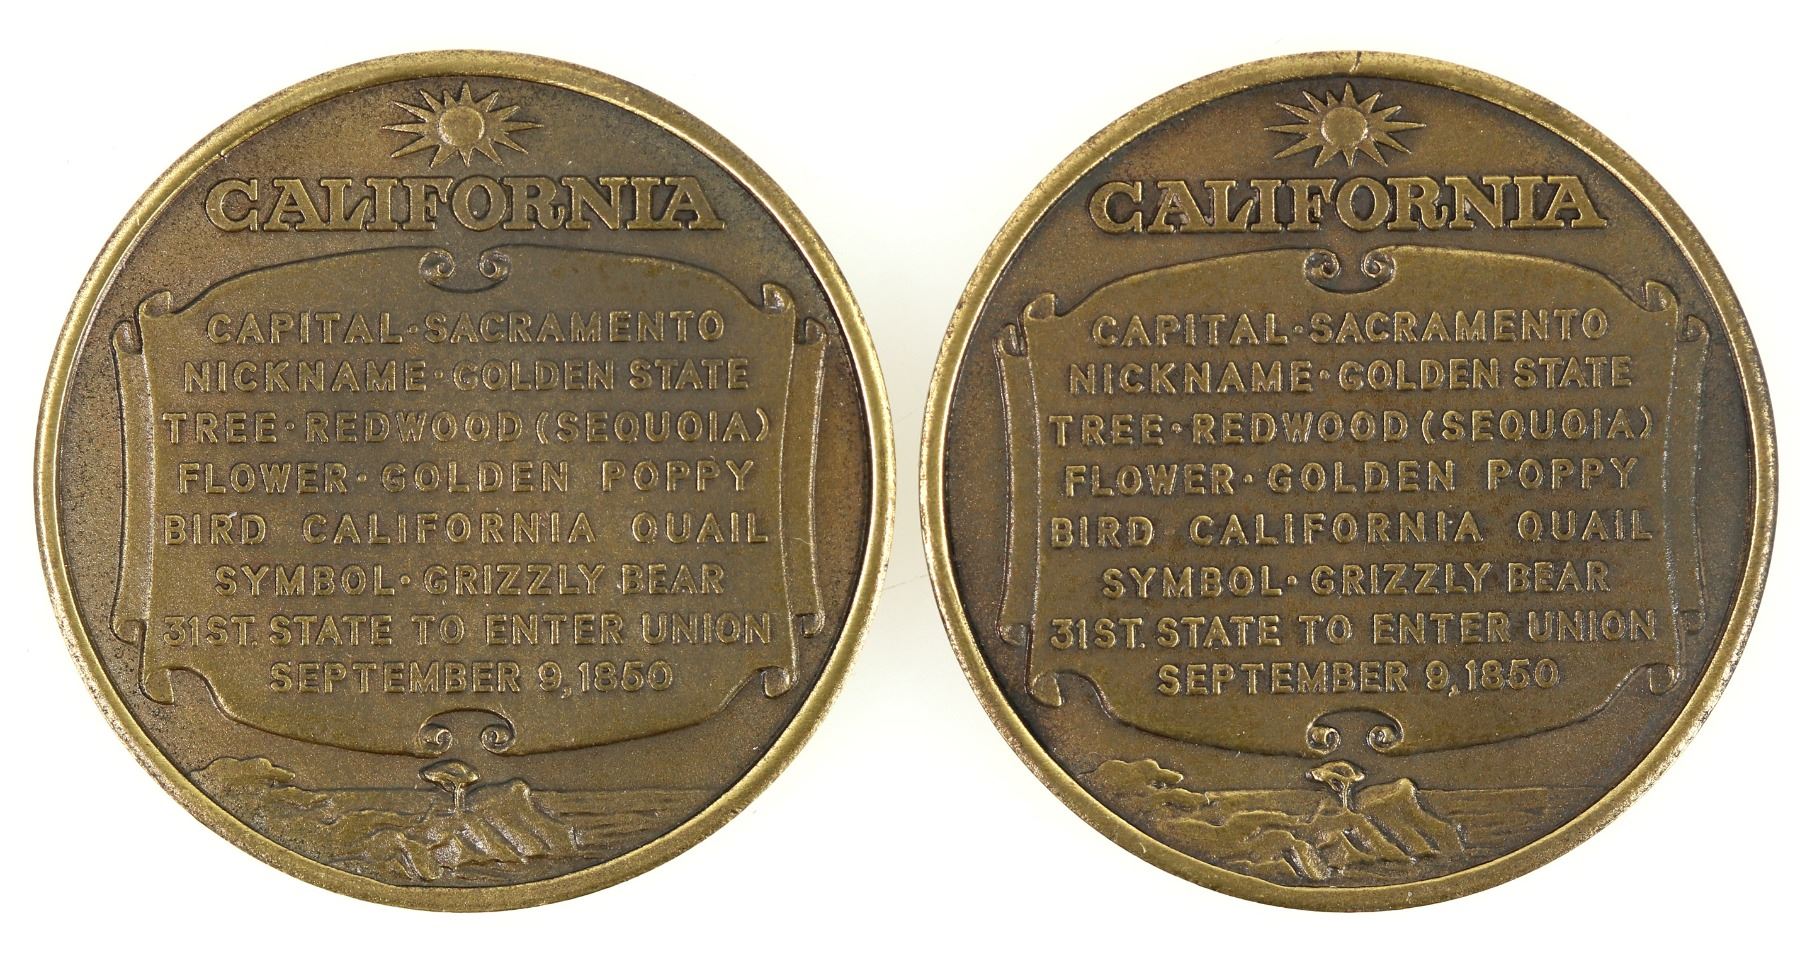 CALIFORNIA
CAPITAL·SACRAMENTO
NICKNAME·GOLDEN STATE
TREE·REDWOOD (SEQUOIA)
FLOWER·GOLDEN POPPY
BIRD CALIFORNIA QUAIL
SYMBOL·GRIZZLY BEAR
31ST. STATE TO ENTER UNION
SEPTEMBER 9, 1850
CALIFORNIA
CAPITAL·SACRAMENTO
NICKNAME·GOLDEN STATE
TREE·REDWOOD (SEQUOIA)
FLOWER·GOLDEN POPPY
BIRD CALIFORNIA QUAIL
SYMBOL·GRIZZLY BEAR
31ST. STATE TO ENTER UNION
SEPTEMBER 9, 1850